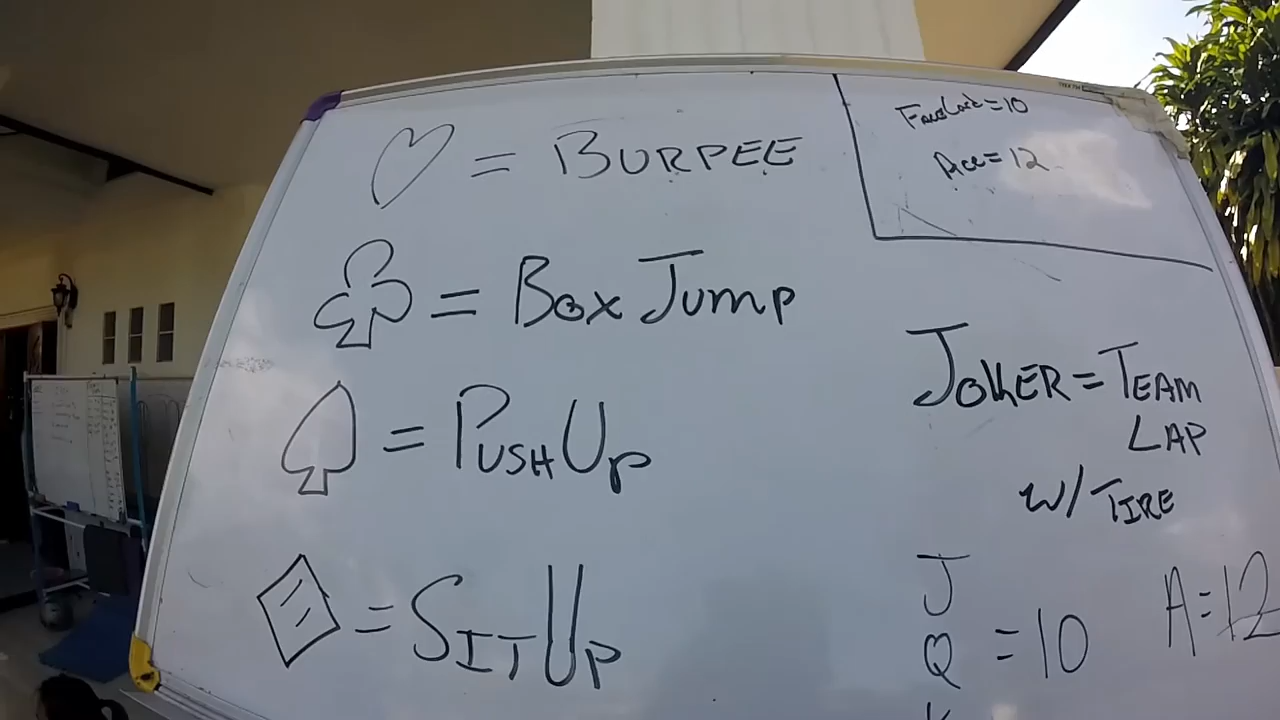 = BURPEE
= BOX JUMP
= PUSH UP
= SIT UP
Face Card = 10
Ace = 12
JOKER = TEAM
LAP
W/ TIRE
J
Q = 10
K
A = 12